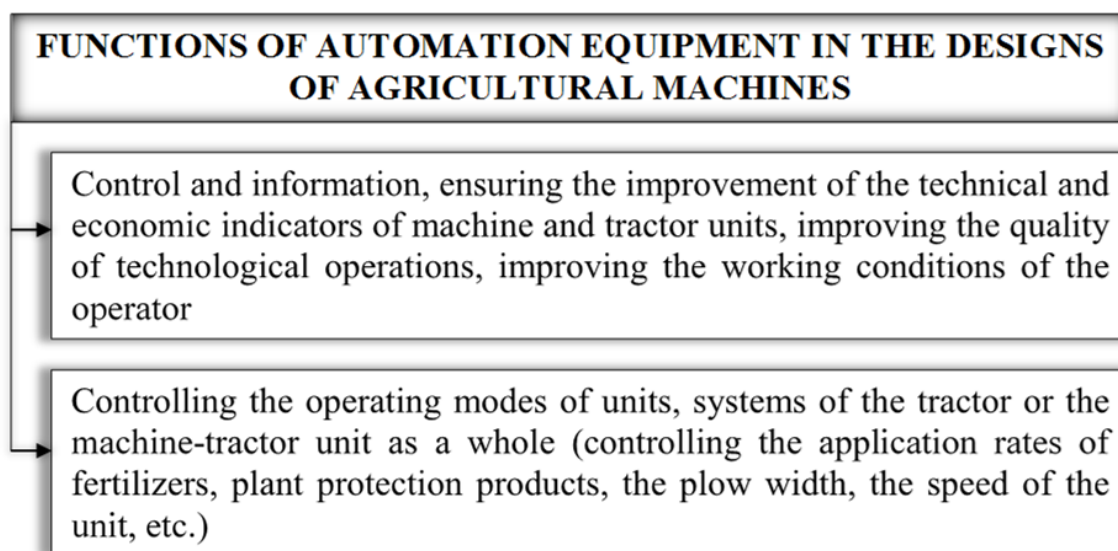 FUNCTIONS OF AUTOMATION EQUIPMENT IN THE DESIGNS
OF AGRICULTURAL MACHINES
Control and information, ensuring the improvement of the technical and
economic indicators of machine and tractor units, improving the quality
of technological operations, improving the working conditions of the
operator
Controlling the operating modes of units, systems of the tractor or the
machine-tractor unit as a whole (controlling the application rates of
fertilizers, plant protection products, the plow width, the speed of the
unit, etc.)